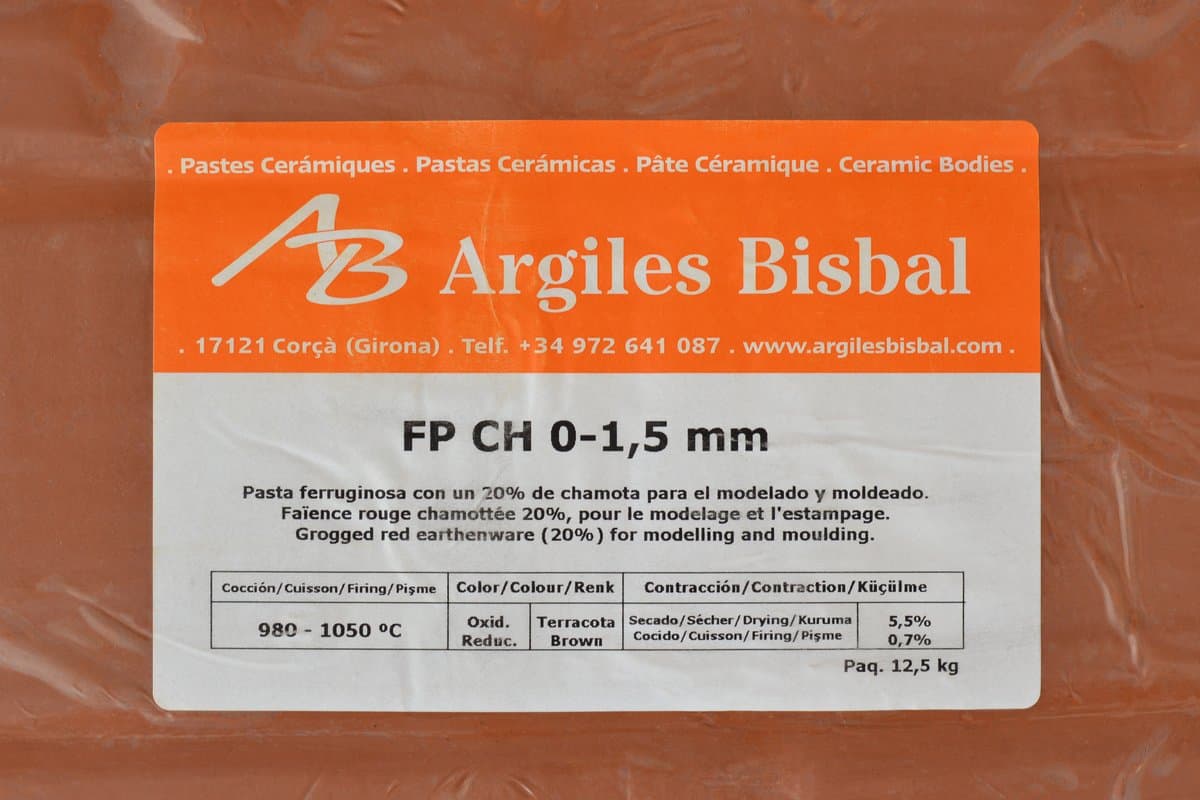 . Pastes Cerámiques . Pastas Cerámicas . Pâte Céramique . Ceramic Bodies .
AB Argiles Bisbal
. 17121 Corçà (Girona) . Telf. +34 972 641 087 . www.argilesbisbal.com .
FP CH 0-1,5 mm
Pasta ferruginosa con un 20% de chamota para el modelado y moldeado.
Faïence rouge chamottée 20%, pour le modelage et l'estampage.
Grogged red earthenware (20%) for modelling and moulding.
Cocción/Cuisson/Firing/Pişme Color/Colour/Renk Contracción/Contraction/Küçülme
980 - 1050 ºC
Oxid. Terracota Secado/Sécher/Drying/Kuruma 5,5%
Reduc. Brown Cocido/Cuisson/Firing/Pişme 0,7%
Paq. 12,5 kg